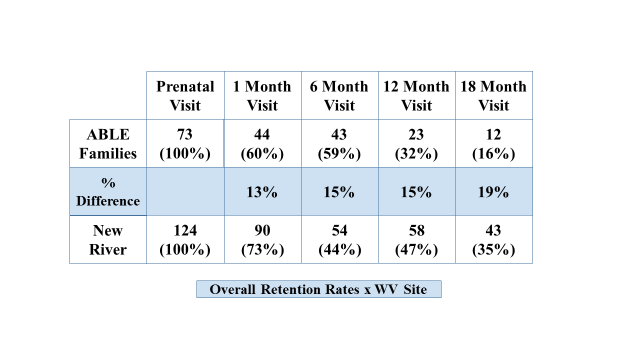 Prenatal Visit
1 Month Visit
6 Month Visit
12 Month Visit
18 Month Visit
ABLE Families
73 (100%)
44 (60%)
43 (59%)
23 (32%)
12 (16%)
% Difference
13%
15%
15%
19%
New River
124 (100%)
90 (73%)
54 (44%)
58 (47%)
43 (35%)
Overall Retention Rates x WV Site